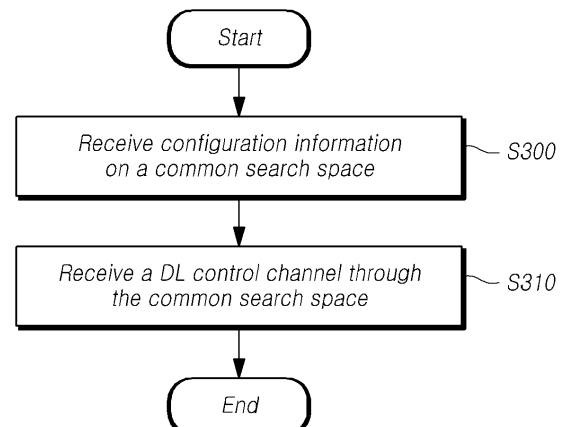 Start
Receive configuration information
on a common search space
S300
Receive a DL control channel through
the common search space
S310
End